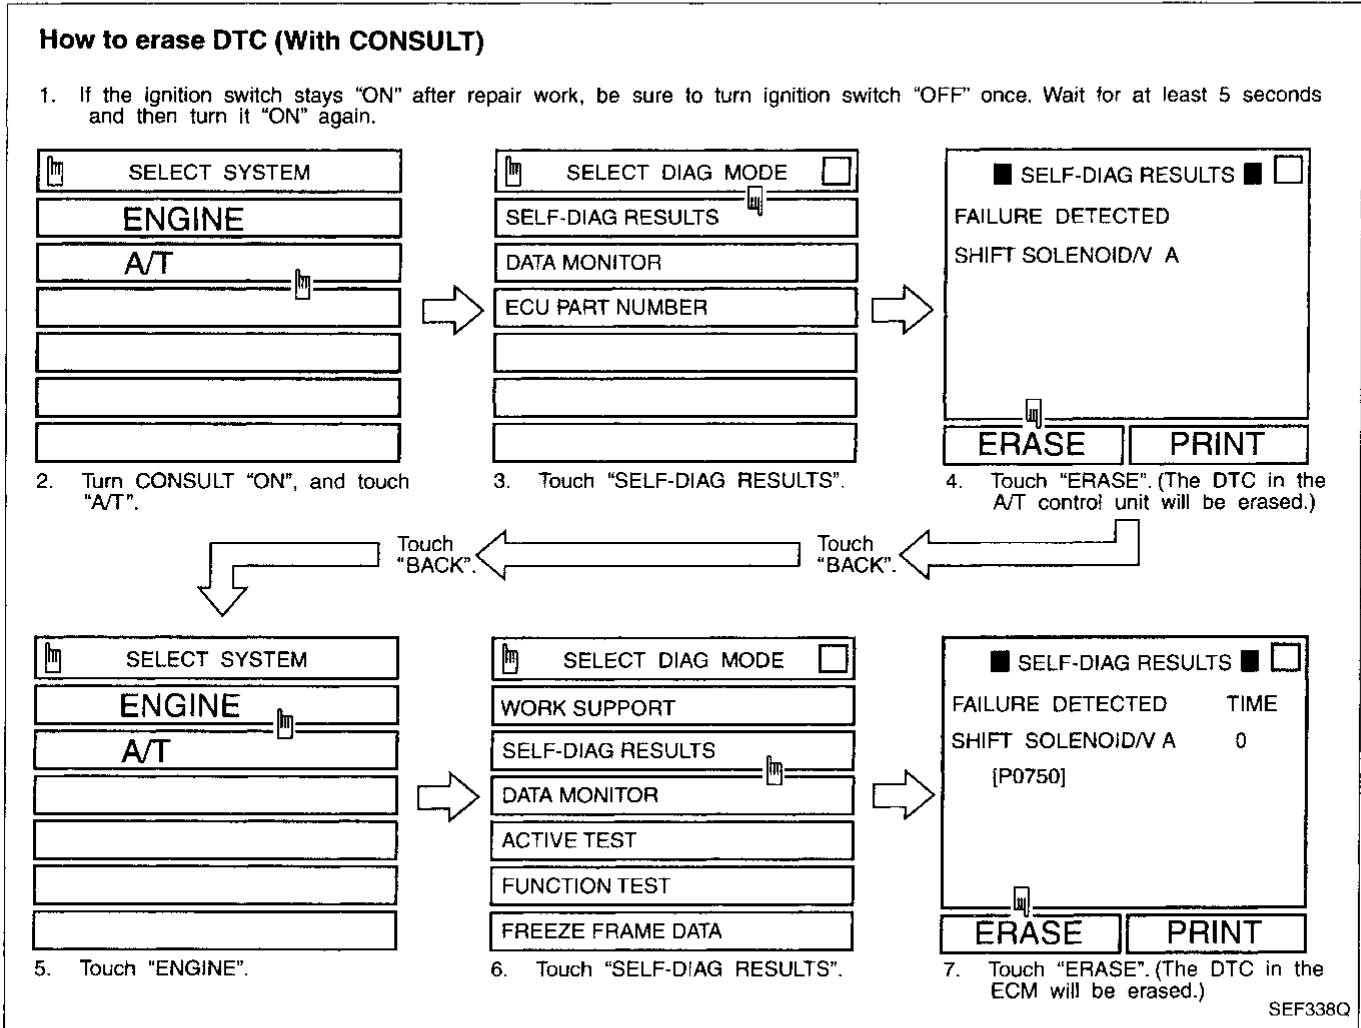 How to erase DTC (With CONSULT)
1. If the ignition switch stays “ON” after repair work, be sure to turn ignition switch “OFF” once. Wait for at least 5 seconds
and then turn it “ON” again.
SELECT SYSTEM
ENGINE
A/T
2. Turn CONSULT “ON”, and touch
“A/T”.
SELECT DIAG MODE
SELF-DIAG RESULTS
DATA MONITOR
ECU PART NUMBER
3. Touch “SELF-DIAG RESULTS”.
SELF-DIAG RESULTS
FAILURE DETECTED
SHIFT SOLENOID/V A
ERASE PRINT
4. Touch “ERASE”. (The DTC in the
A/T control unit will be erased.)
Touch
“BACK”.
Touch
“BACK”.
SELECT SYSTEM
ENGINE
A/T
5. Touch “ENGINE”.
SELECT DIAG MODE
WORK SUPPORT
SELF-DIAG RESULTS
DATA MONITOR
ACTIVE TEST
FUNCTION TEST
FREEZE FRAME DATA
6. Touch “SELF-DIAG RESULTS”.
SELF-DIAG RESULTS
FAILURE DETECTED TIME
SHIFT SOLENOID/V A 0
[P0750]
ERASE PRINT
7. Touch “ERASE”. (The DTC in the
ECM will be erased.)
SEF338Q